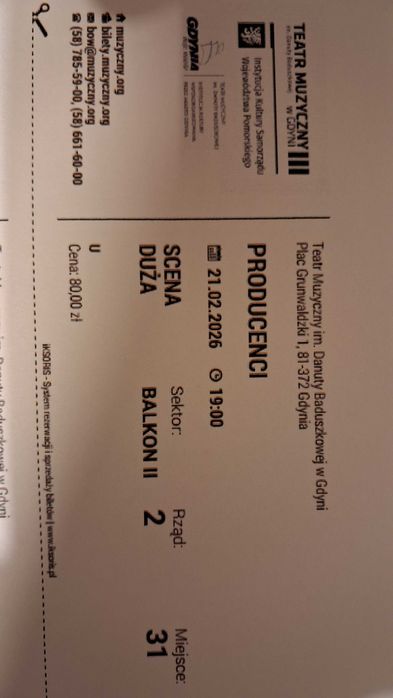 TEATR MUZYCZNY
im. Danuty Baduszkowej
W GDYNI
Instytucja Kultury Samorządu
Województwa Pomorskiego
GDYNIA
muzyczny.org
bilety.muzyczny.org
bow@muzyczny.org
(58) 785-59-00, (58) 661-60-00
Teatr Muzyczny im. Danuty Baduszkowej w Gdyni
Plac Grunwaldzki 1, 81-372 Gdynia
PRODUCENCI
21.02.2026 19:00
SCENA DUŻA
Sektor: BALKON II
Rząd: 2
Miejsce: 31
U
Cena: 80,00 zł
iKSORIS - System rezerwacji i sprzedaży biletów | www.iksoris.pl